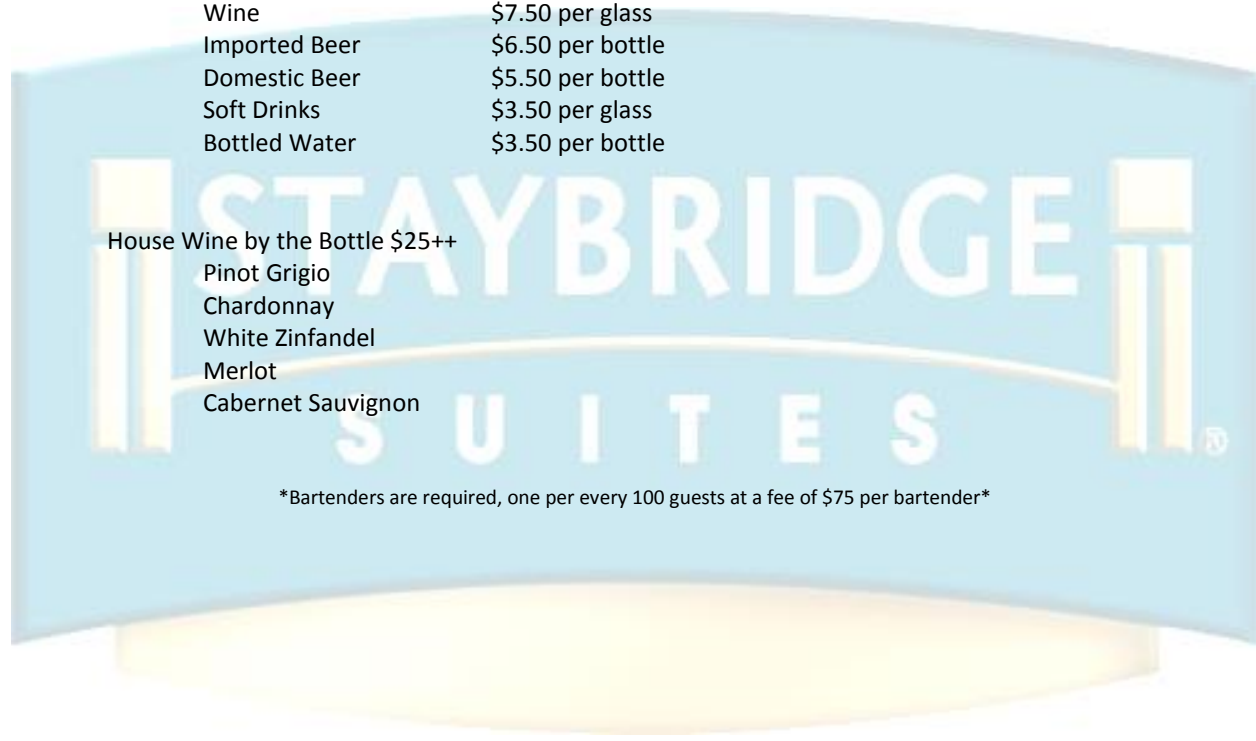 Wine $7.50 per glass
Imported Beer $6.50 per bottle
Domestic Beer $5.50 per bottle
Soft Drinks $3.50 per glass
Bottled Water $3.50 per bottle
STAYBRIDGE
House Wine by the Bottle $25++
Pinot Grigio
Chardonnay
White Zinfandel
Merlot
Cabernet Sauvignon
SUITES®
*Bartenders are required, one per every 100 guests at a fee of $75 per bartender*